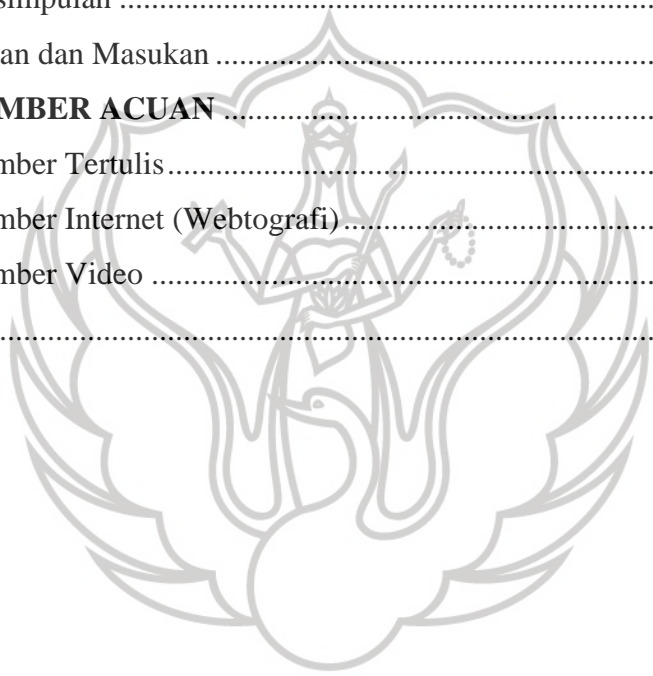 simpulan ........................................................................
an dan Masukan ............................................................
MBER ACUAN ............................................................
mber Tertulis ..................................................................
mber Internet (Webtografi) ...........................................
mber Video .....................................................................
.........................................................................................